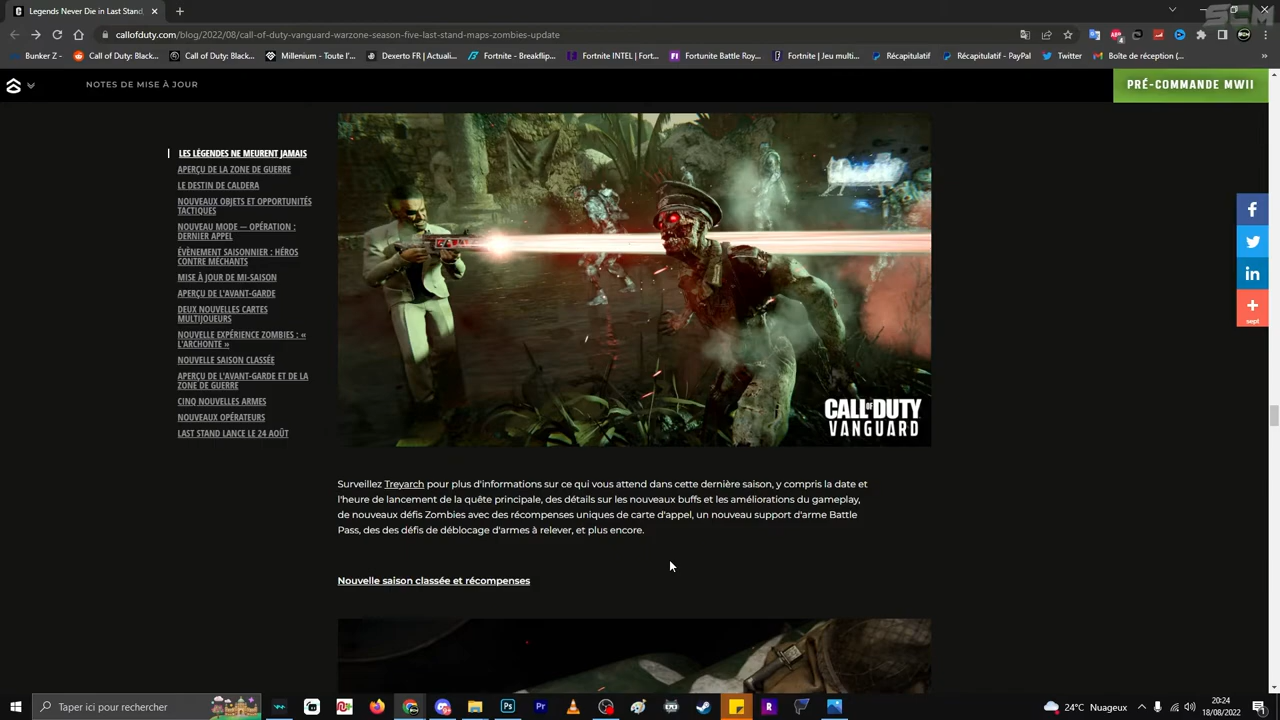 Legends Never Die in Last Stand,
SCM
callofduty.com/blog/2022/08/call-of-duty-vanguard-warzone-season-five-last-stand-maps-zombies-update
Bunker Z -
Call of Duty: Black...
Call of Duty: Black...
Millenium - Toute l'i...
Dexerto FR | Actuali...
Fortnite - Breakflip...
Fortnite INTEL | Fort...
Fortunite Battle Roy...
Fortnite | Jeu multi...
Récapitulatif
Récapitulatif - PayPal
Twitter
Boîte de réception (...
NOTES DE MISE À JOUR
PRÉ-COMMANDE MWII
LES LÉGENDES NE MEURENT JAMAIS
APERÇU DE LA ZONE DE GUERRE
LE DESTIN DE CALDERA
NOUVEAUX OBJETS ET OPPORTUNITÉS
TACTIQUES
NOUVEAU MODE — OPÉRATION :
DERNIER APPEL
ÉVÈNEMENT SAISONNIER : HÉROS
CONTRE MÉCHANTS
MISE À JOUR DE MI-SAISON
APERÇU DE L'AVANT-GARDE
DEUX NOUVELLES CARTES
MULTIJOUEURS
NOUVELLE EXPÉRIENCE ZOMBIES : «
L'ARCHONTE »
NOUVELLE SAISON CLASSÉE
APERÇU DE L'AVANT-GARDE ET DE LA
ZONE DE GUERRE
CINQ NOUVELLES ARMES
NOUVEAUX OPÉRATEURS
LAST STAND LANCE LE 24 AOÛT
CALL OF DUTY
VANGUARD
sept
Surveillez Treyarch pour plus d'informations sur ce qui vous attend dans cette dernière saison, y compris la date et
l'heure de lancement de la quête principale, des détails sur les nouveaux buffs et les améliorations du gameplay,
de nouveaux défis Zombies avec des récompenses uniques de carte d'appel, un nouveau support d'arme Battle
Pass, des des défis de déblocage d'armes à relever, et plus encore.
Nouvelle saison classée et récompenses
Taper ici pour rechercher
24°C Nuageux
20:24
18/08/2022